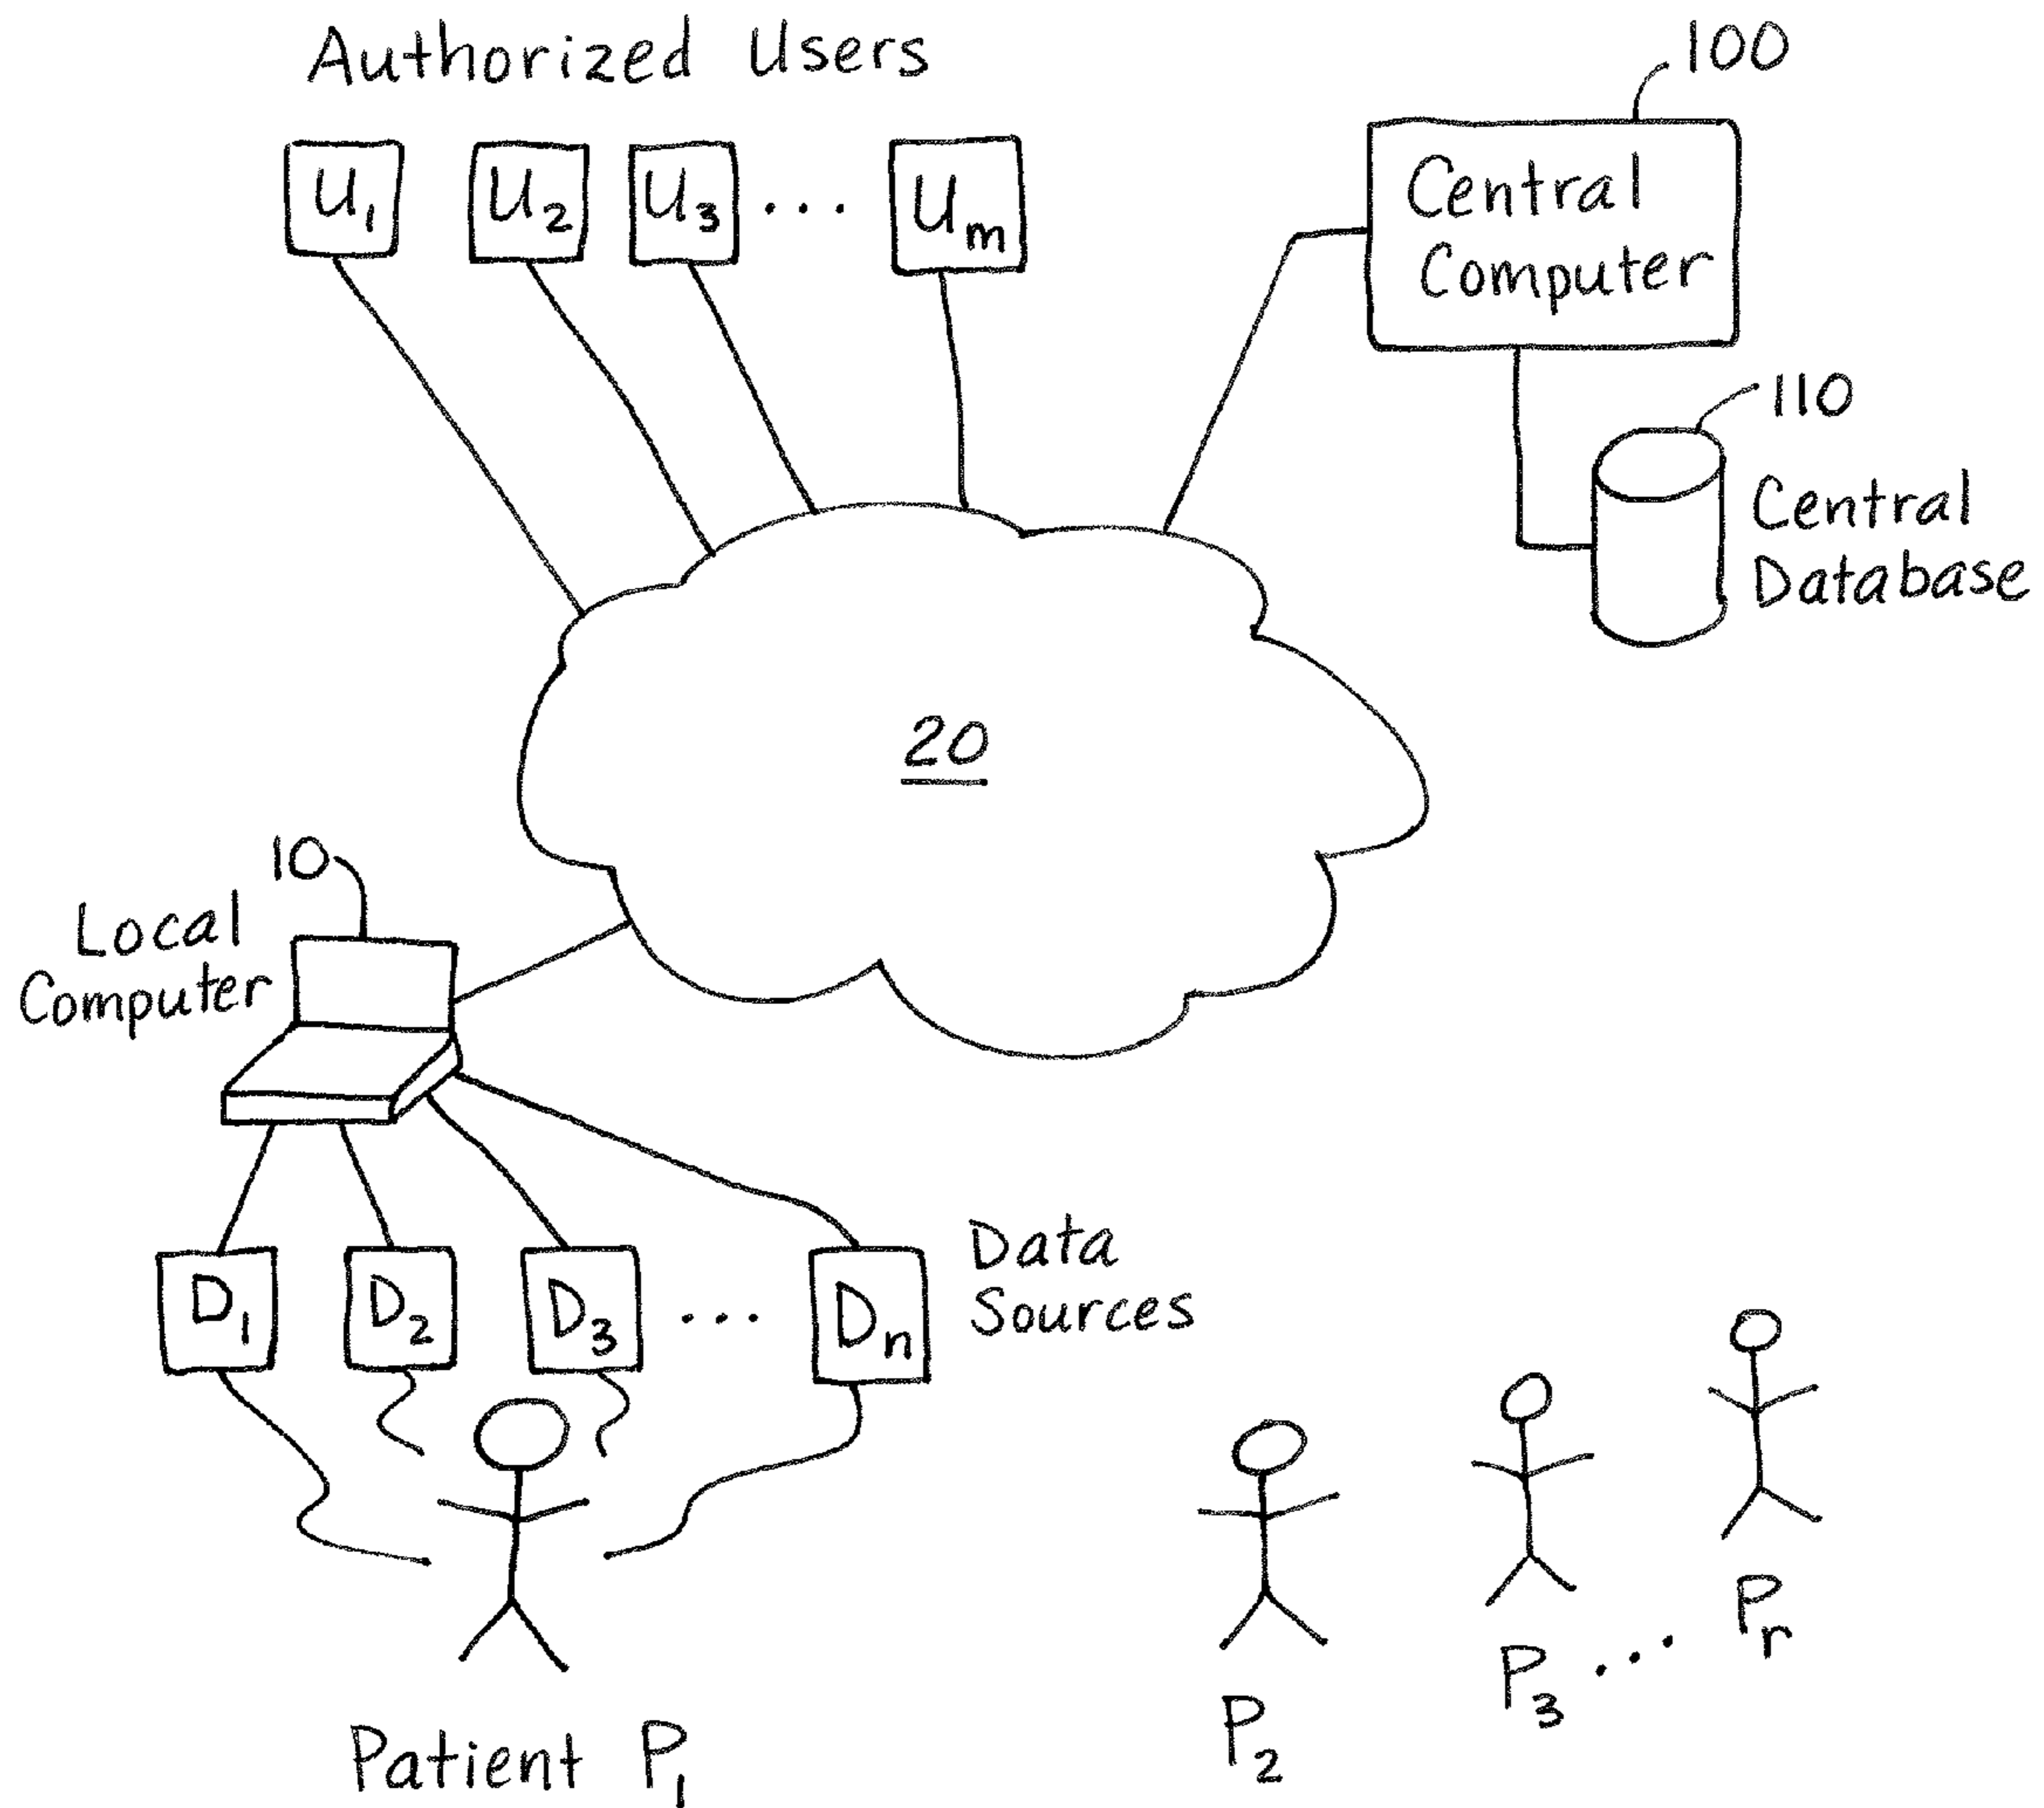 Authorized Users
100
U₁ U₂ U₃ ... Uₘ
Central
Computer
110
Central
Database
20
10
Local
Computer
D₁ D₂ D₃ ... Dₙ
Data
Sources
Patient P₁
P₂
P₃ ... Pᵣ